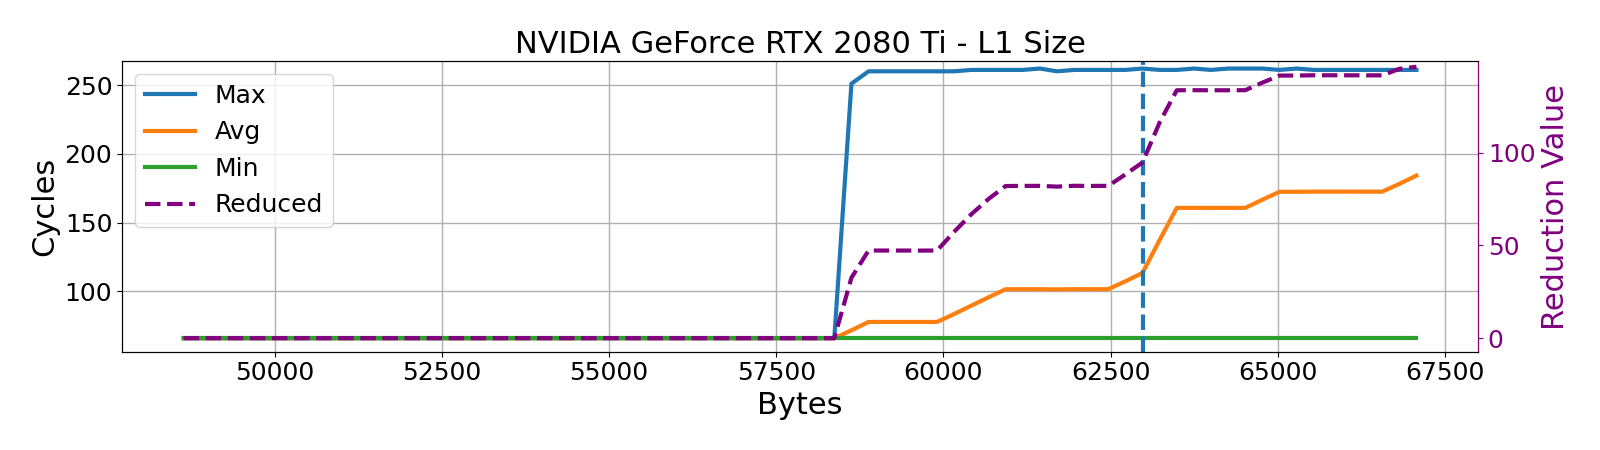 NVIDIA GeForce RTX 2080 Ti - L1 Size
250
200
150
100
Cycles
Max
Avg
Min
Reduced
100
50
0
Reduction Value
50000 52500 55000 57500 60000 62500 65000 67500
Bytes